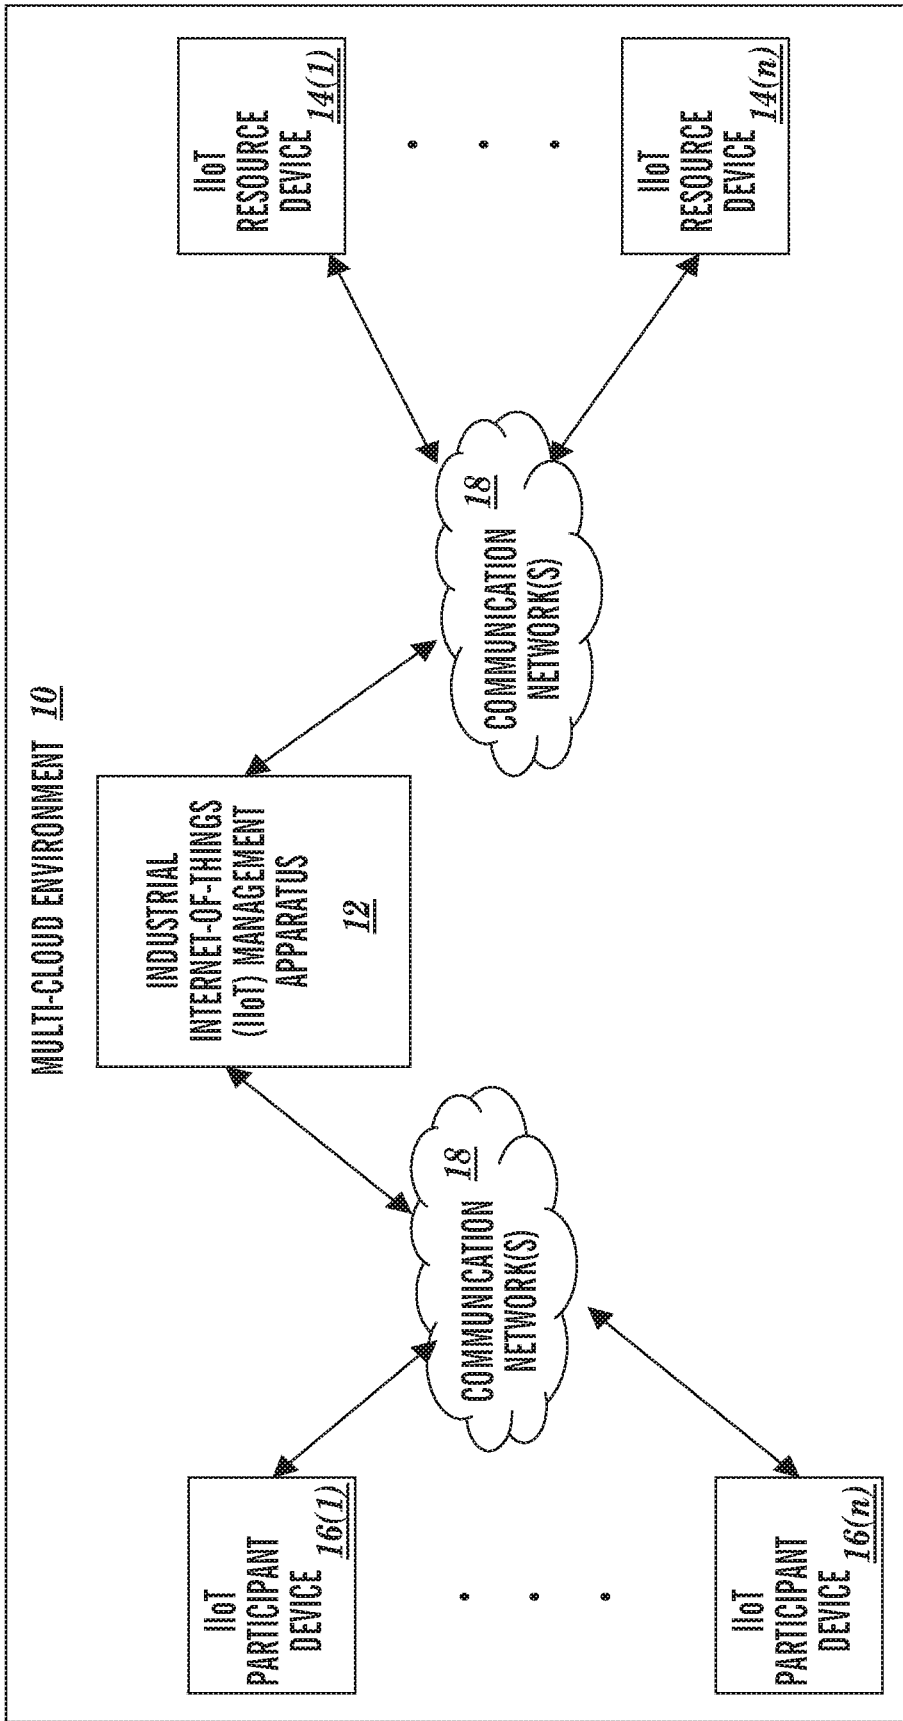 MULTI-CLOUD ENVIRONMENT 10
IIoT
PARTICIPANT
DEVICE
16(1)
IIoT
PARTICIPANT
DEVICE
16(n)
COMMUNICATION
NETWORK(S)
18
INDUSTRIAL
INTERNET-OF-THINGS
(IIoT) MANAGEMENT
APPARATUS
12
COMMUNICATION
NETWORK(S)
18
IIoT
RESOURCE
DEVICE
14(1)
IIoT
RESOURCE
DEVICE
14(n)